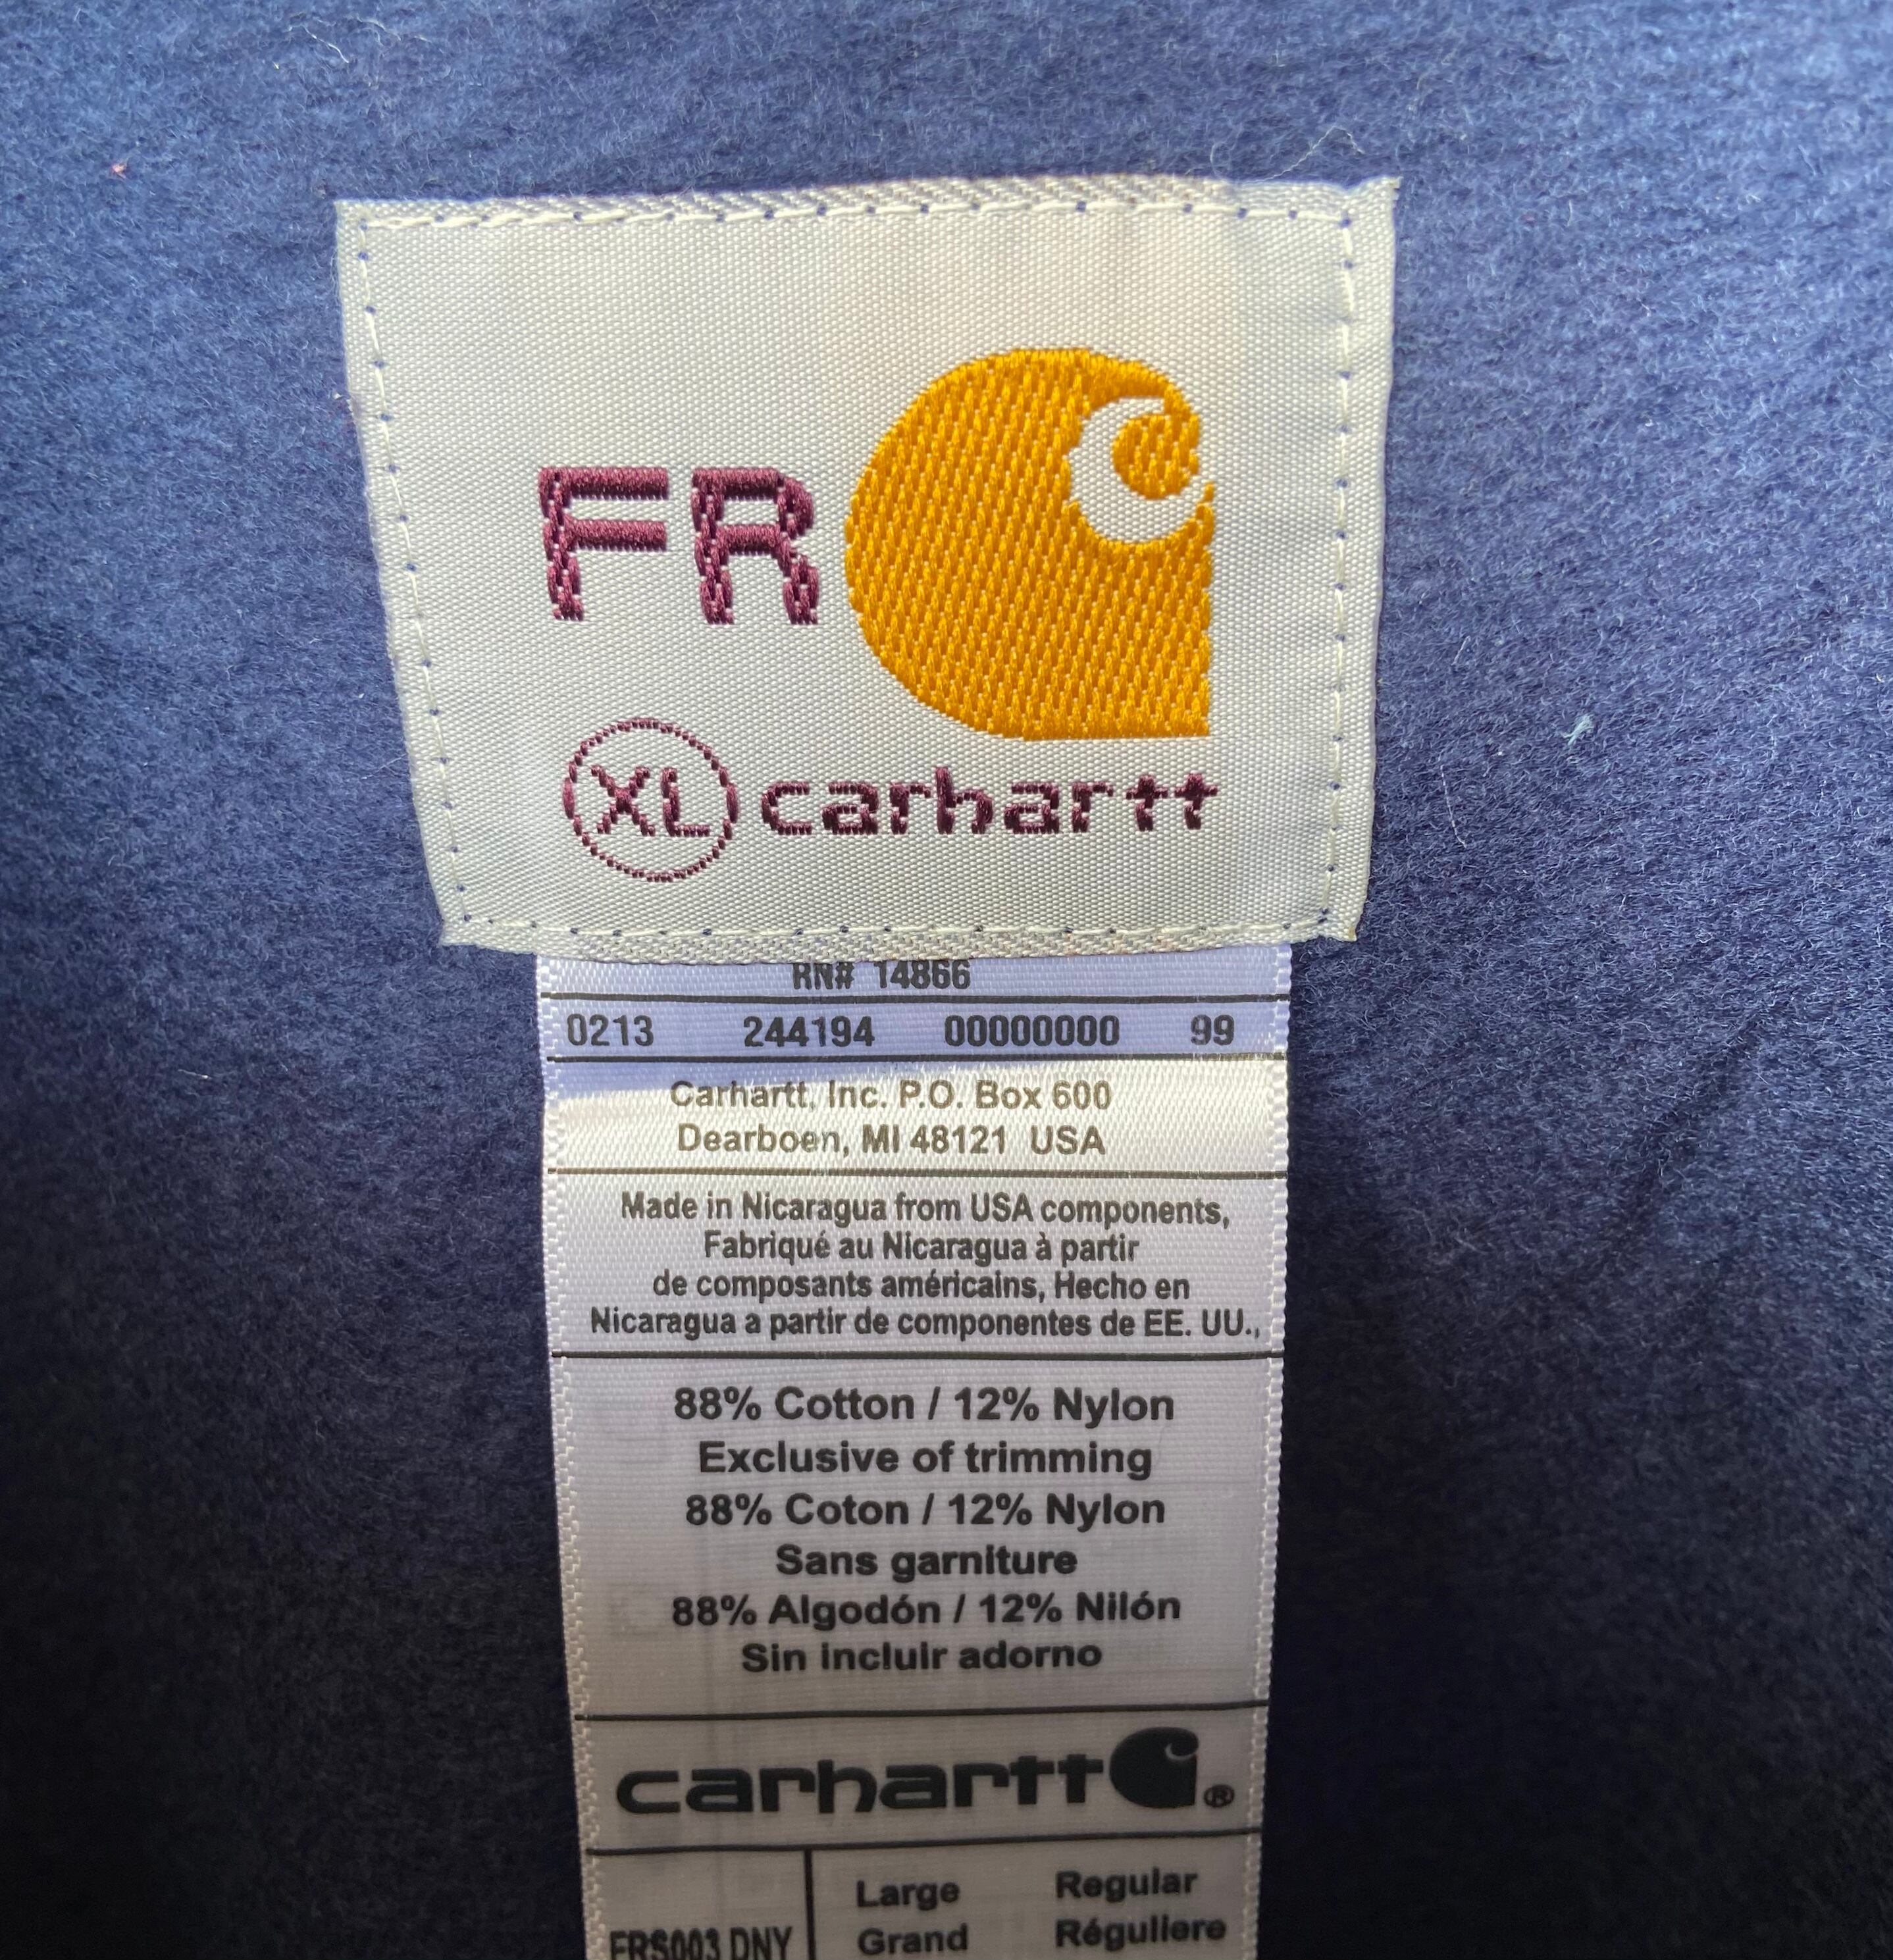 FR
XL carhartt
RN# 14866
0213 244194 00000000 99
Carhartt, Inc. P.O. Box 600
Dearboen, MI 48121 USA
Made in Nicaragua from USA components,
Fabriqué au Nicaragua à partir
de composants américains, Hecho en
Nicaragua a partir de componentes de EE. UU.,
88% Cotton / 12% Nylon
Exclusive of trimming
88% Coton / 12% Nylon
Sans garniture
88% Algodón / 12% Nilón
Sin incluir adorno
carhartt ®
Large Regular
FRS003 DNY Grand Réguliere